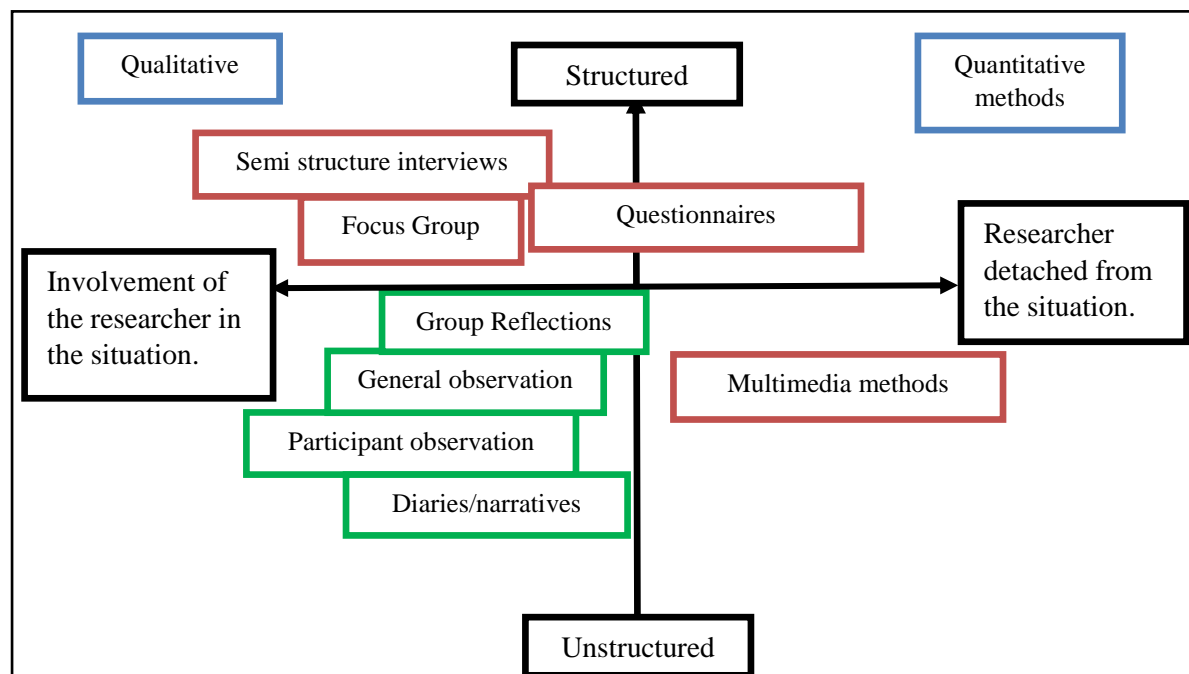 Qualitative
Structured
Quantitative
methods
Semi structure interviews
Questionnaires
Focus Group
Involvement of
the researcher in
the situation.
Researcher
detached from
the situation.
Group Reflections
General observation
Multimedia methods
Participant observation
Diaries/narratives
Unstructured